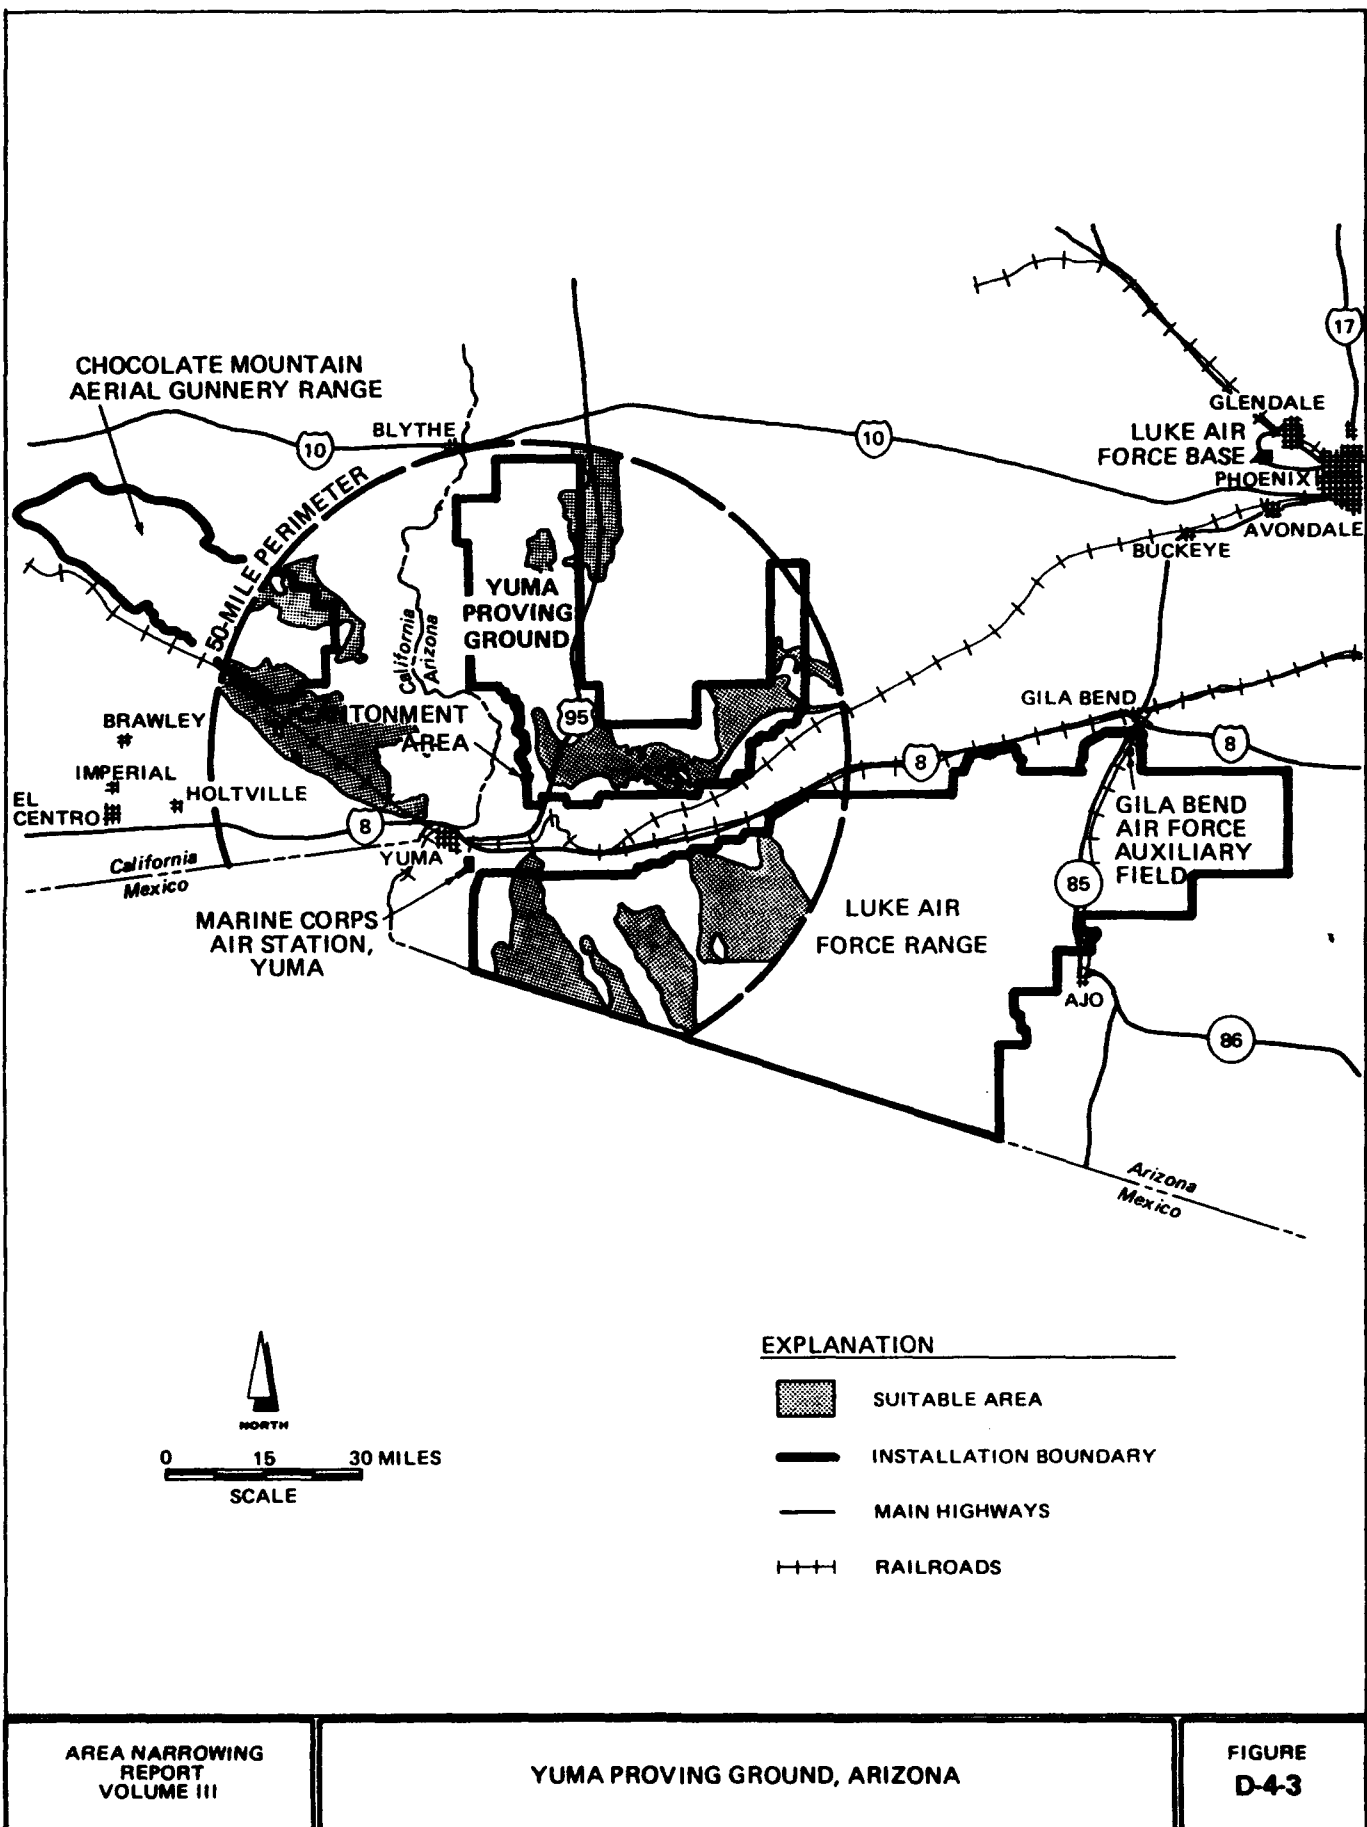 17
CHOCOLATE MOUNTAIN
AERIAL GUNNERY RANGE
GLENDALE
BLYTHE
10
10
LUKE AIR
FORCE BASE
PHOENIX
50-MILE PERIMETER
AVONDALE
BUCKEYE
YUMA
PROVING
GROUND
California
Arizona
GILA BEND
BRAWLEY
CANTONMENT
AREA
95
8
8
IMPERIAL
HOLTVILLE
EL
CENTRO
8
GILA BEND
AIR FORCE
AUXILIARY
FIELD
California
Mexico
YUMA
85
MARINE CORPS
AIR STATION,
YUMA
LUKE AIR
FORCE RANGE
AJO
86
Arizona
Mexico
NORTH
0 15 30 MILES
SCALE
EXPLANATION
SUITABLE AREA
INSTALLATION BOUNDARY
MAIN HIGHWAYS
RAILROADS
AREA NARROWING
REPORT
VOLUME III
YUMA PROVING GROUND, ARIZONA
FIGURE
D-4-3